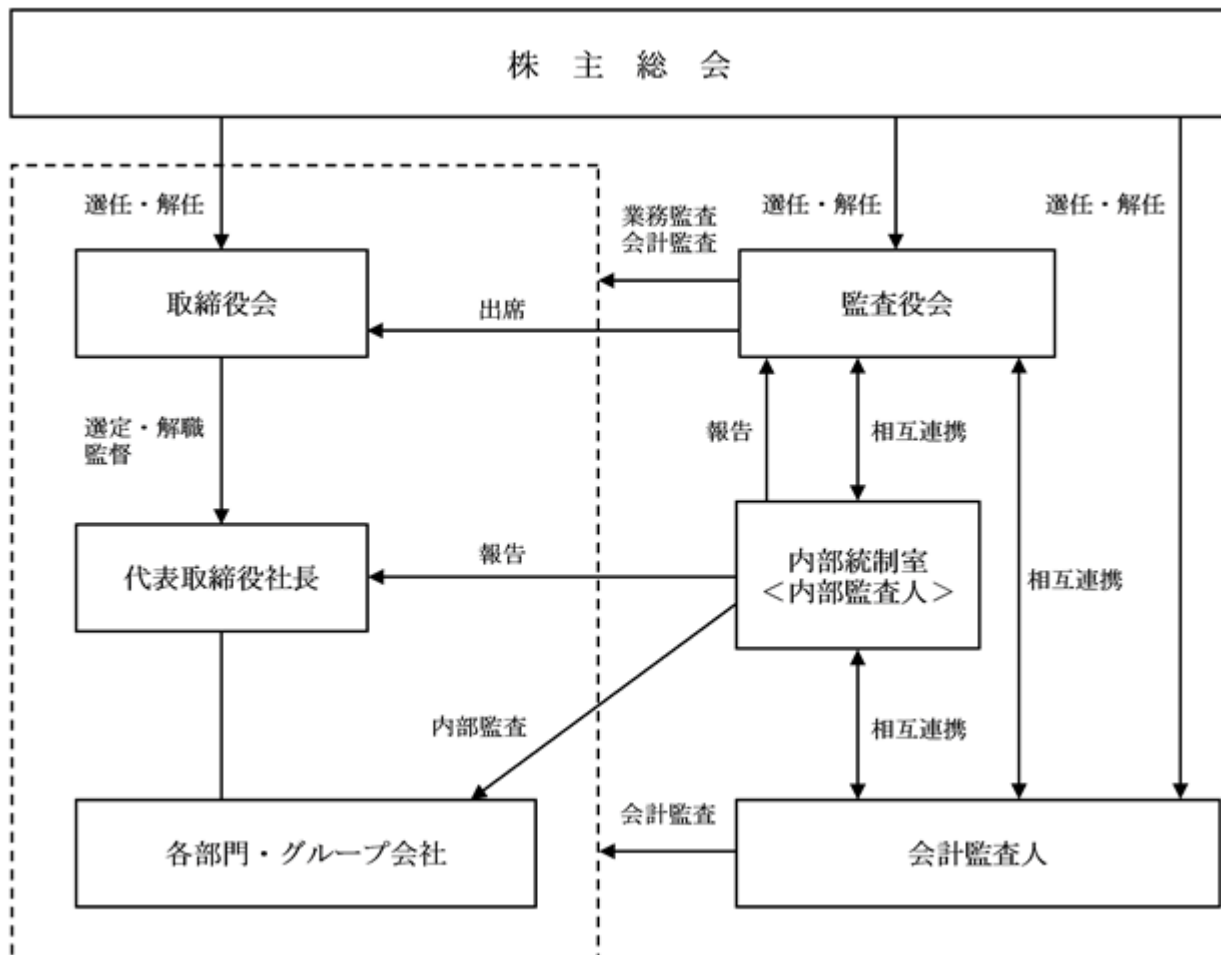 株 主 総 会
選任・解任
業務監査
会計監査
選任・解任
選任・解任
取締役会
出席
監査役会
選定・解職
監督
報告
相互連携
代表取締役社長
報告
内部統制室
＜内部監査人＞
相互連携
内部監査
相互連携
各部門・グループ会社
会計監査
会計監査人